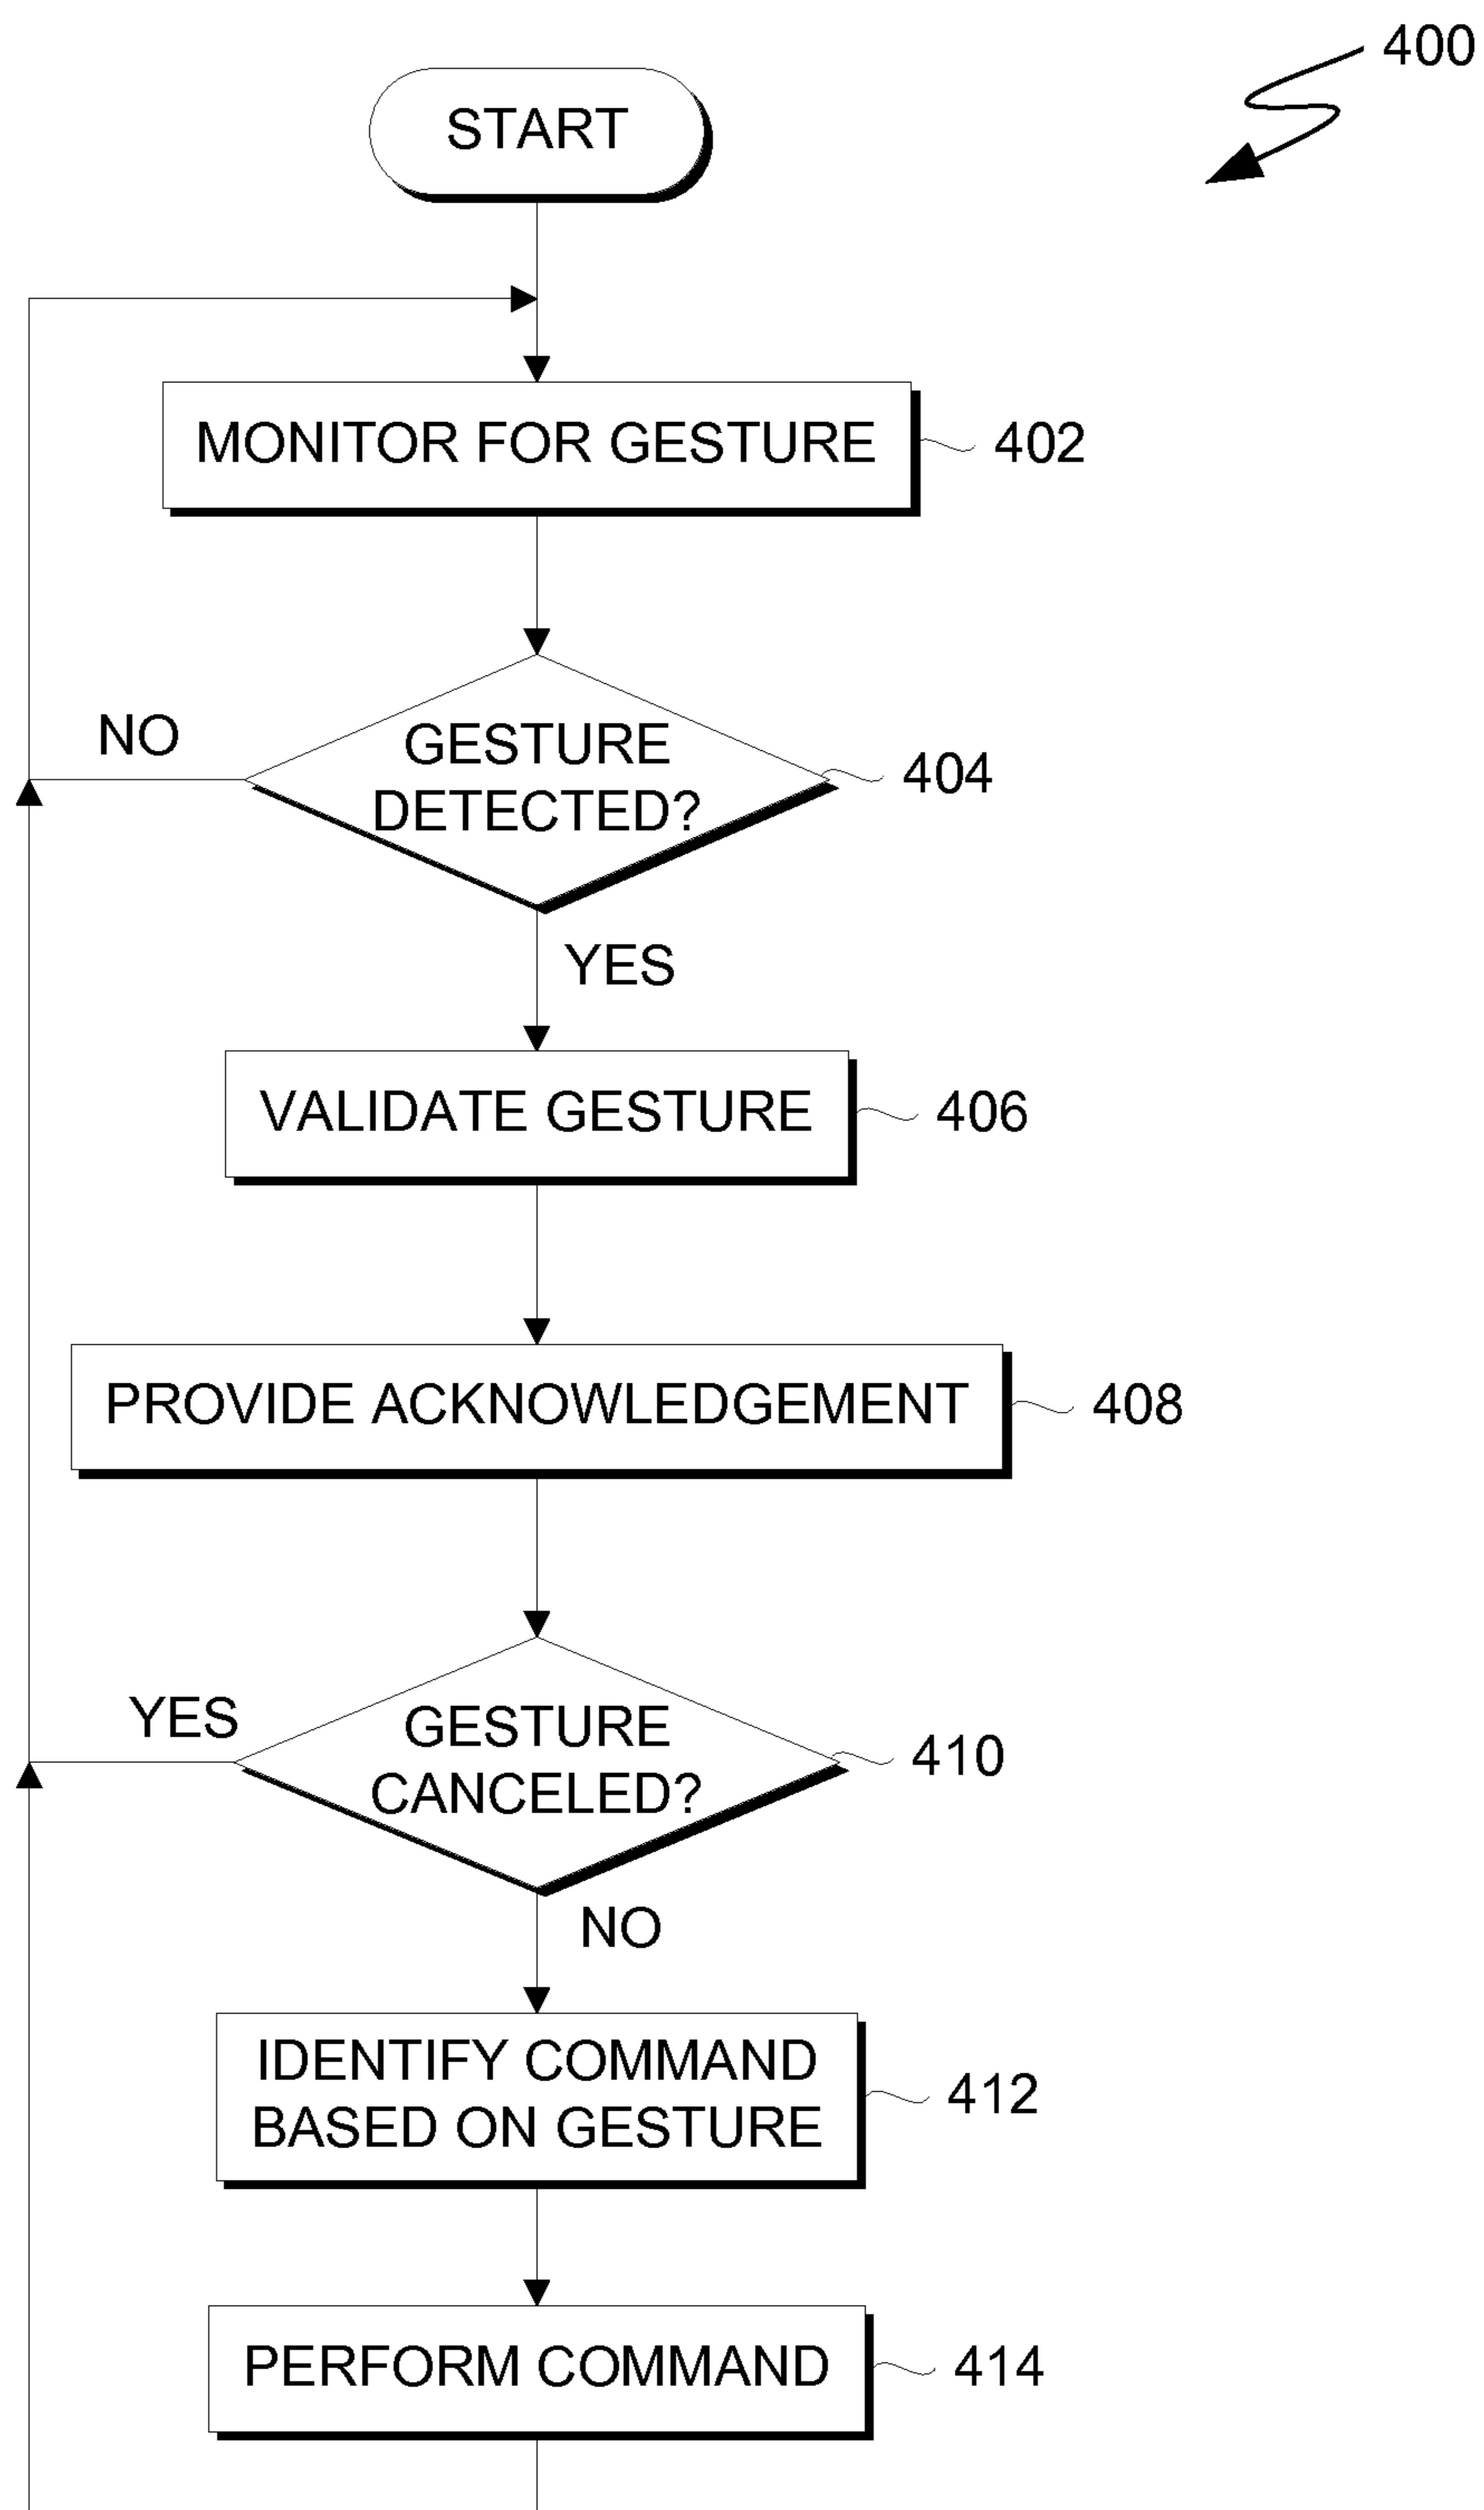 400
START
MONITOR FOR GESTURE
402
GESTURE
DETECTED?
404
NO
YES
VALIDATE GESTURE
406
PROVIDE ACKNOWLEDGEMENT
408
GESTURE
CANCELED?
410
YES
NO
IDENTIFY COMMAND
BASED ON GESTURE
412
PERFORM COMMAND
414